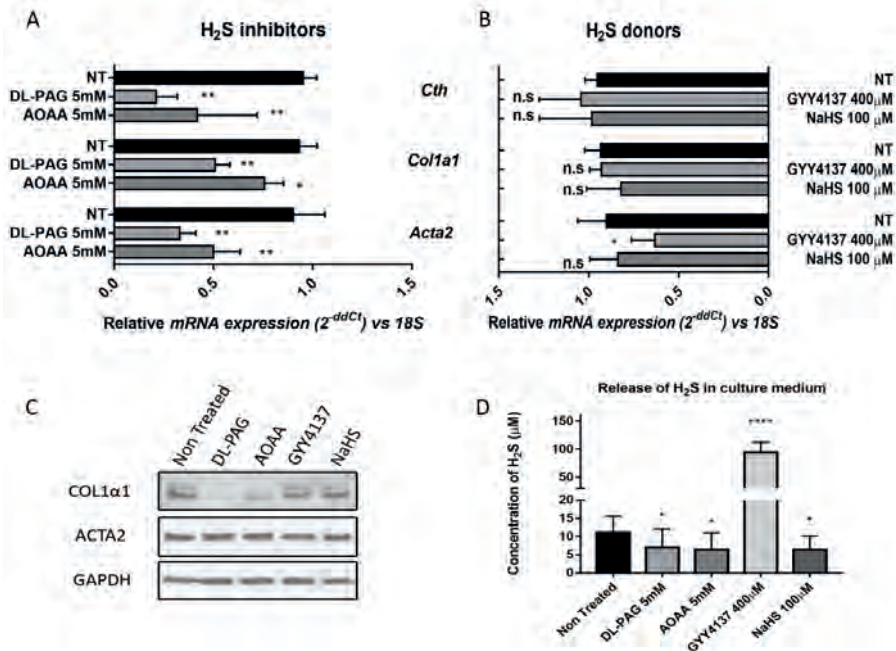 A
H2S inhibitors
NT
DL-PAG 5mM
**
AOAA 5mM
**
NT
DL-PAG 5mM
**
AOAA 5mM
*
NT
DL-PAG 5mM
**
AOAA 5mM
**
0.0 0.5 1.0 1.5
Relative mRNA expression (2-ddCt) vs 18S
B
H2S donors
Cth
NT
n.s GYY4137 400μM
n.s NaHS 100 μM
Col1a1
NT
n.s GYY4137 400μM
n.s NaHS 100 μM
Acta2
NT
* GYY4137 400μM
n.s NaHS 100 μM
1.5 1.0 0.5 0.0
Relative mRNA expression (2-ddCt) vs 18S
C
Non Treated DL-PAG AOAA GYY4137 NaHS
COL1α1
ACTA2
GAPDH
D
Release of H2S in culture medium
Concentration of H2S (μM)
150
100
50
20
15
10
5
0
* * **** *
Non Treated DL-PAG 5mM AOAA 5mM GYY4137 400μM NaHS 100μM